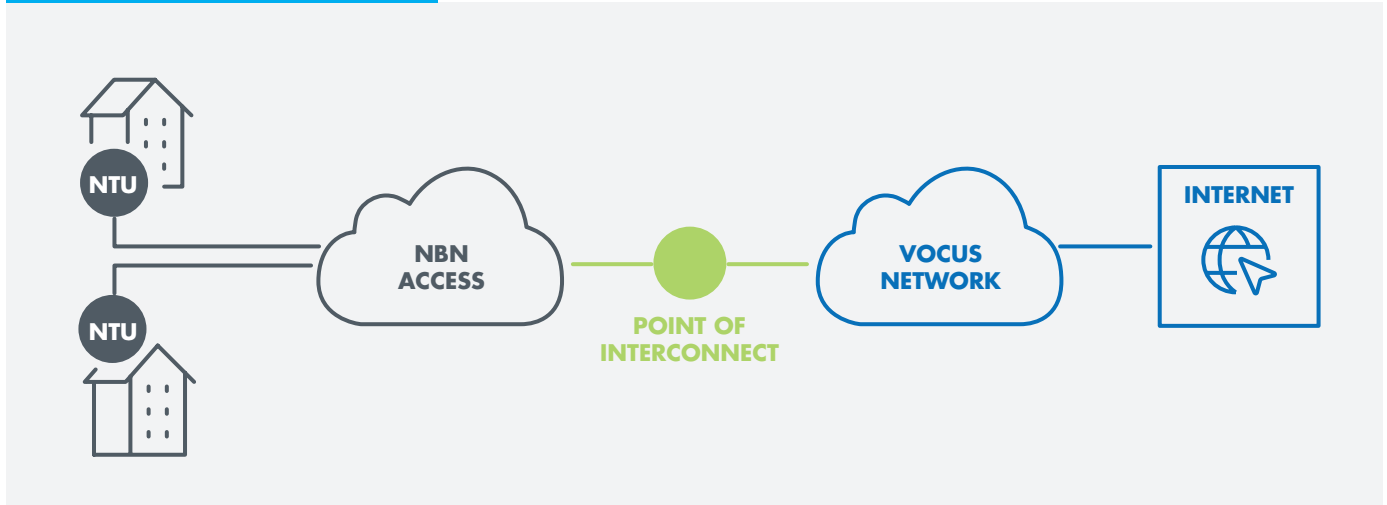 NTU
NBN
ACCESS
VOCUS
NETWORK
INTERNET
NTU
POINT OF
INTERCONNECT